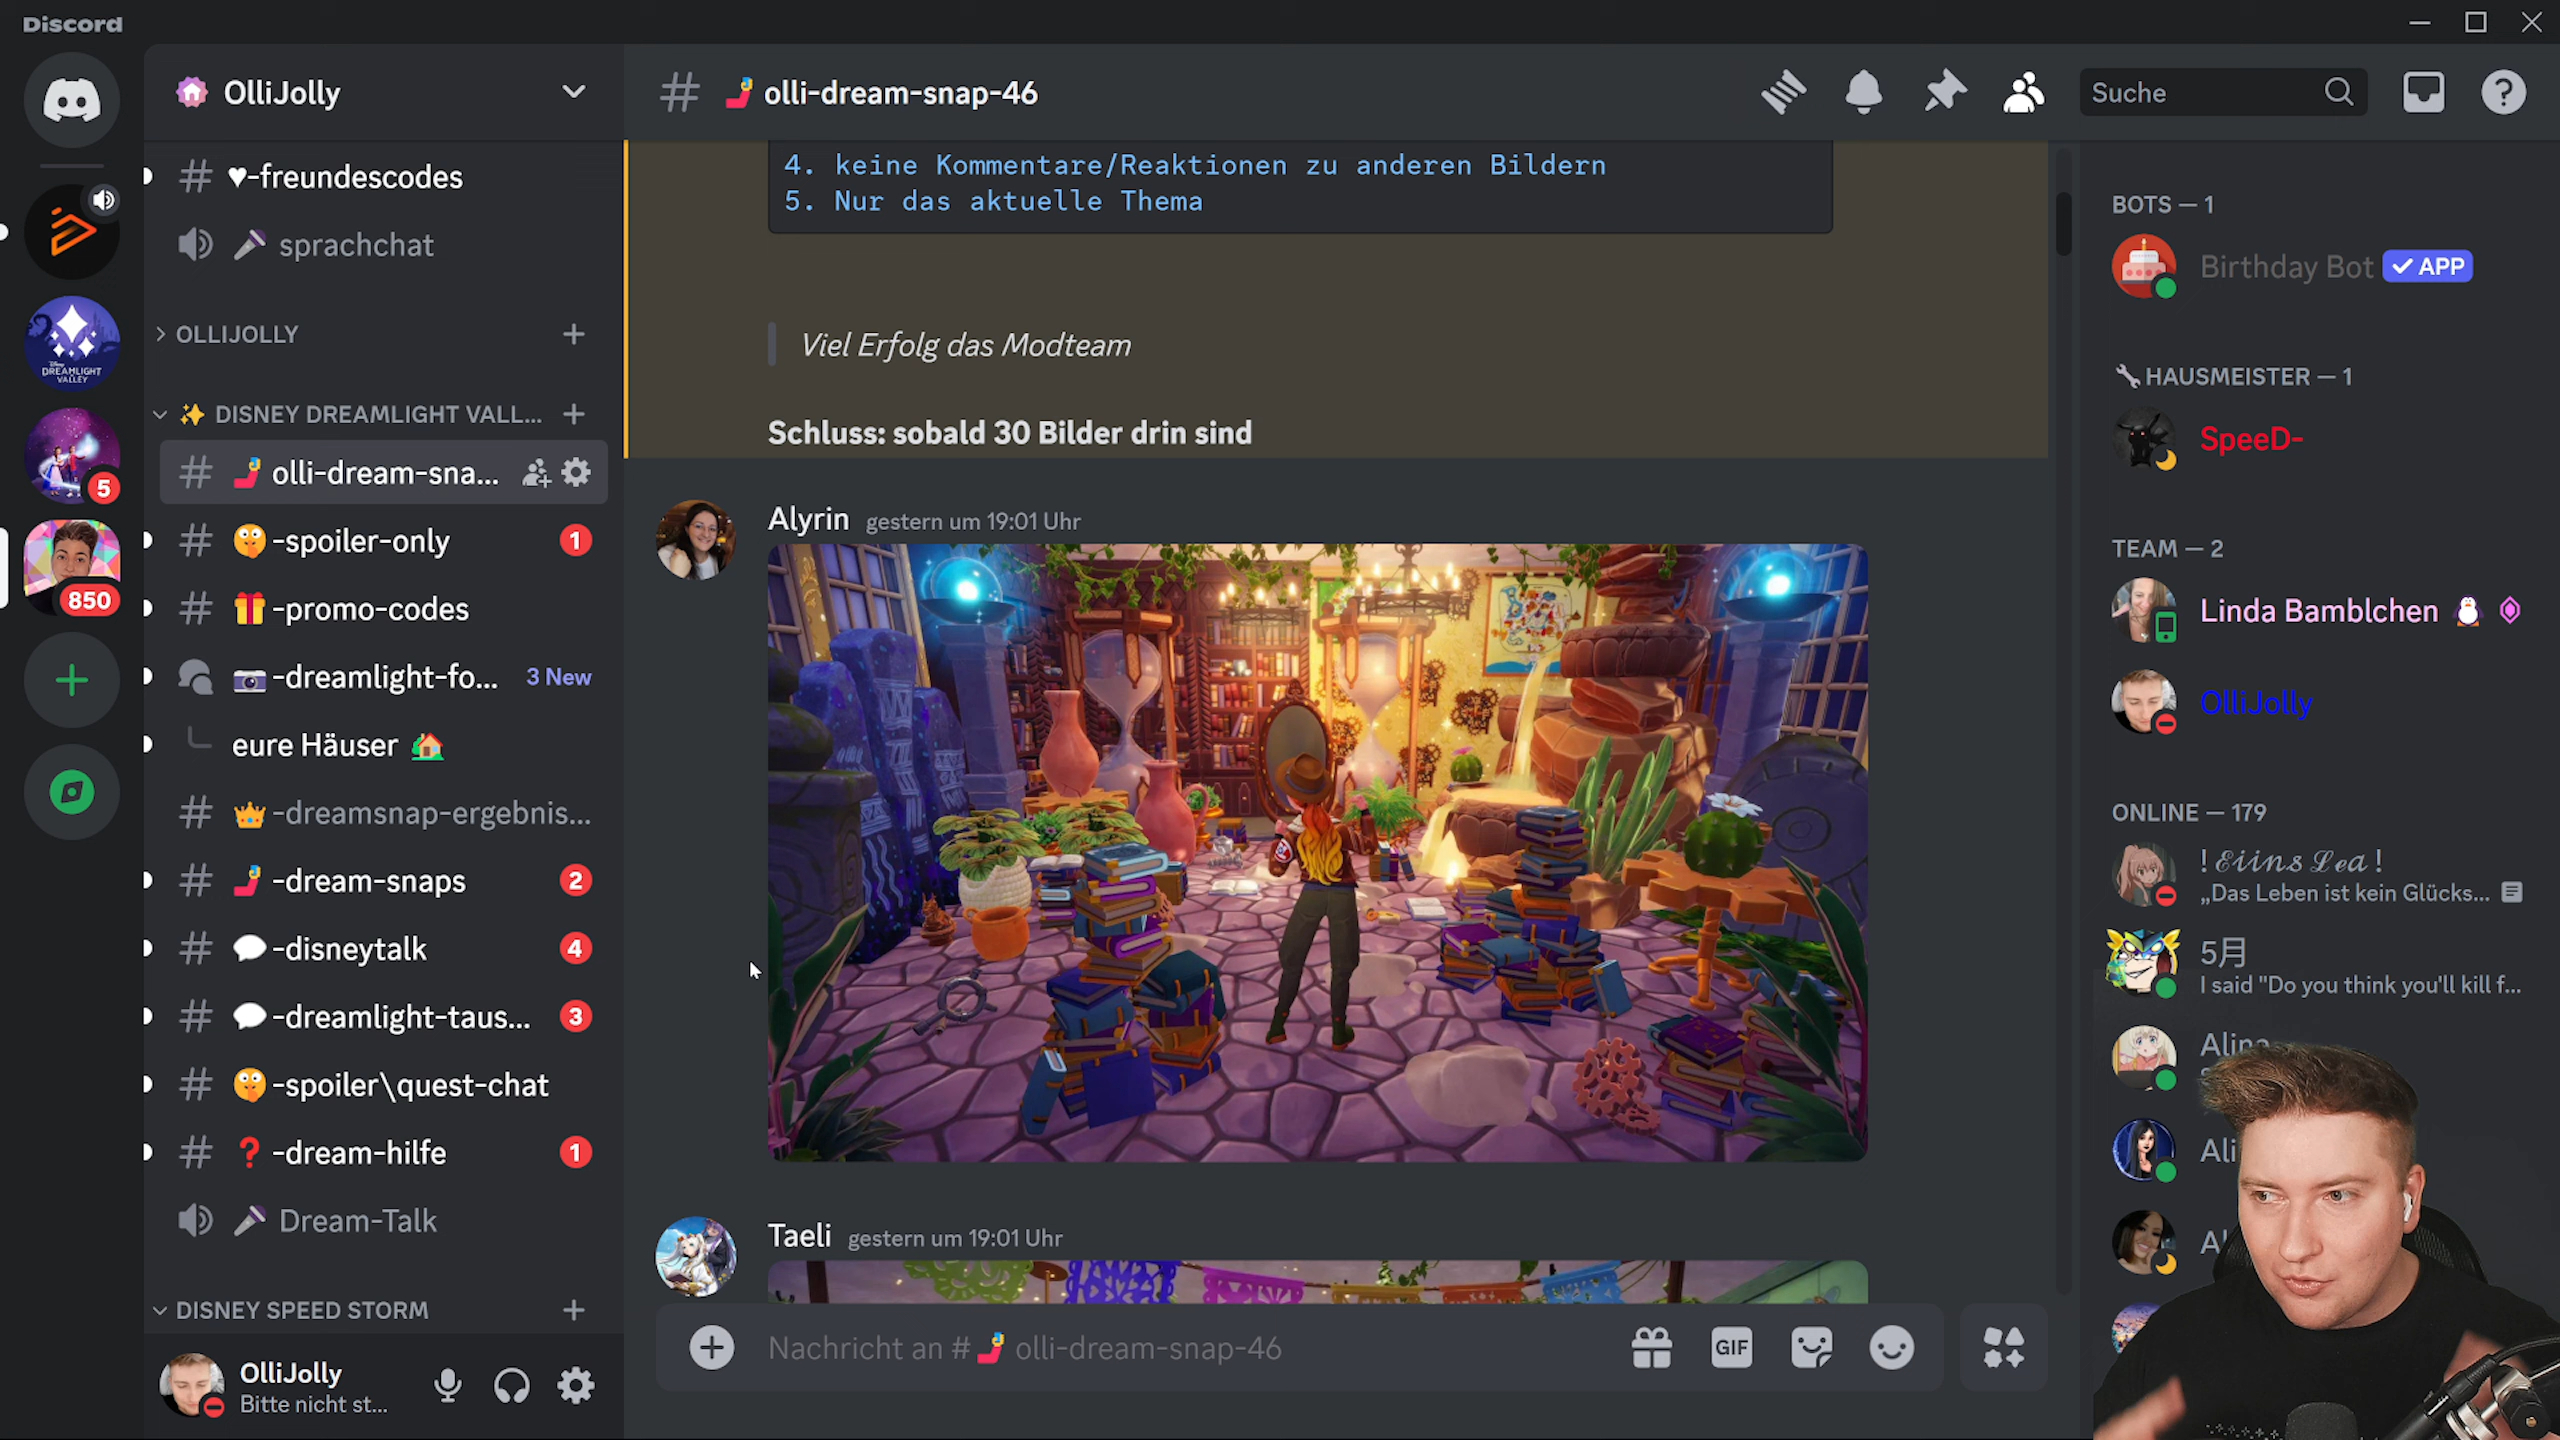 Discord
OlliJolly
♥-freundescodes
sprachchat
OLLIJOLLY
DISNEY DREAMLIGHT VALL...
olli-dream-sna...
-spoiler-only
1
-promo-codes
-dreamlight-fo...
3 New
eure Häuser
-dreamsnap-ergebnis...
-dream-snaps
2
-disneytalk
4
-dreamlight-taus...
3
-spoiler\quest-chat
-dream-hilfe
1
Dream-Talk
DISNEY SPEED STORM
OlliJolly
Bitte nicht st...
DREAMLIGHT
VALLEY
5
850
olli-dream-snap-46
Suche
4. keine Kommentare/Reaktionen zu anderen Bildern
5. Nur das aktuelle Thema
Viel Erfolg das Modteam
Schluss: sobald 30 Bilder drin sind
Alyrin gestern um 19:01 Uhr
Taeli gestern um 19:01 Uhr
Nachricht an # olli-dream-snap-46
GIF
BOTS — 1
Birthday Bot APP
HAUSMEISTER — 1
SpeeD-
TEAM — 2
Linda Bamblchen
OlliJolly
ONLINE — 179
! 𝓔𝓲𝓲𝓷𝓼 𝓛𝓮𝓪 !
„Das Leben ist kein Glücks...
5月
I said "Do you think you'll kill f...
Alina
Ali